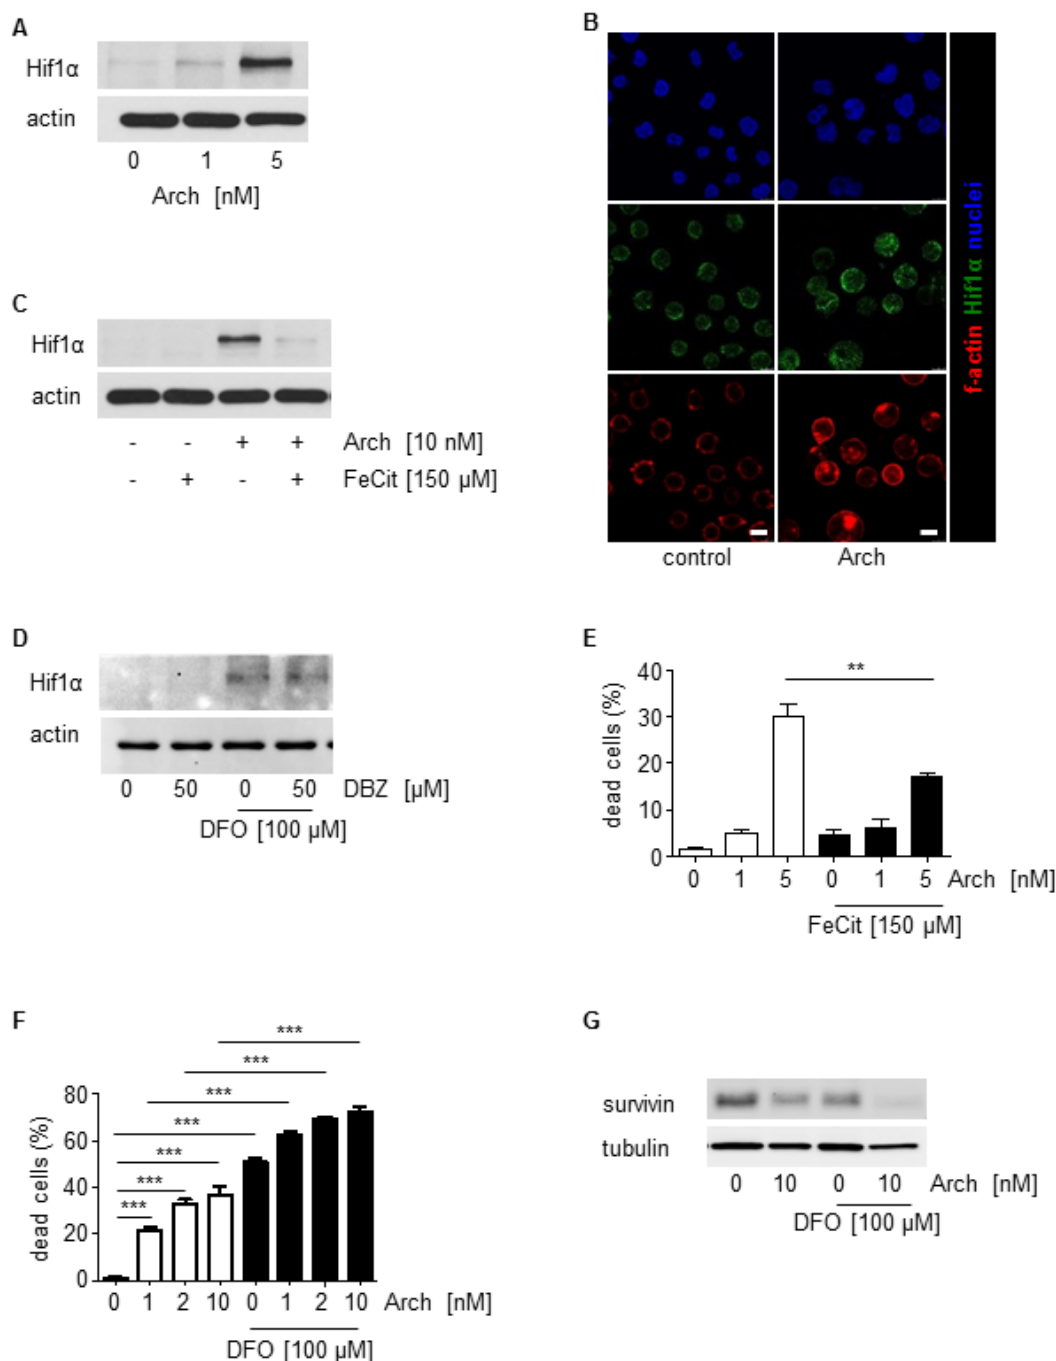 A
Hif1α
actin
0 1 5
Arch [nM]
B
f-actin Hif1α nuclei
control Arch
C
Hif1α
actin
- - + + Arch [10 nM]
- + - + FeCit [150 µM]
D
Hif1α
actin
0 50 0 50 DBZ [µM]
DFO [100 µM]
E
dead cells (%)
40
30
20
10
0
**
0 1 5 0 1 5 Arch [nM]
FeCit [150 µM]
F
dead cells (%)
80
60
40
20
0
***
***
***
***
***
***
***
0 1 2 10 0 1 2 10 Arch [nM]
DFO [100 µM]
G
survivin
tubulin
0 10 0 10 Arch [nM]
DFO [100 µM]